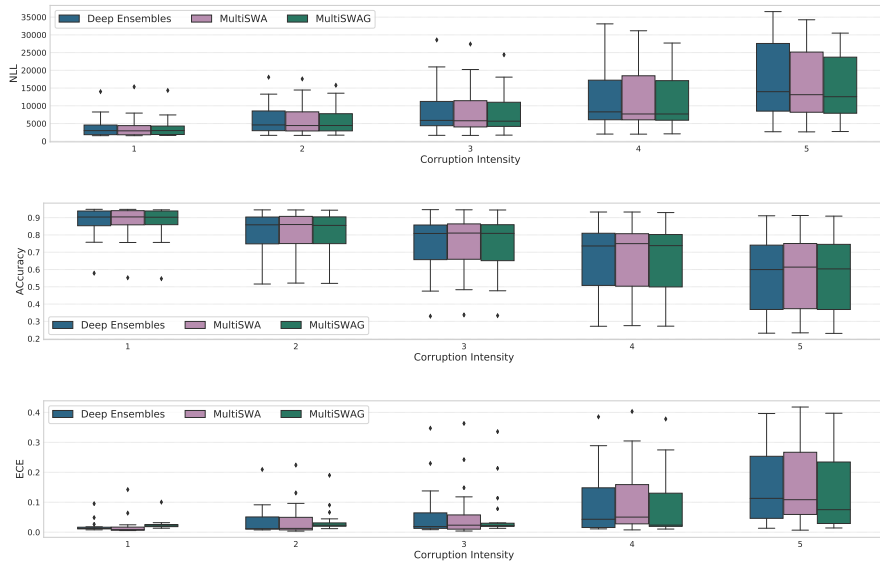 Deep Ensembles MultiSWA MultiSWAG
35000
30000
25000
20000
15000
10000
5000
0
NLL
1 2 3 4 5
Corruption Intensity
0.9
0.8
0.7
0.6
0.5
0.4
0.3
0.2
ACcuracy
Deep Ensembles MultiSWA MultiSWAG
1 2 3 4 5
Corruption Intensity
Deep Ensembles MultiSWA MultiSWAG
0.4
0.3
0.2
0.1
0.0
ECE
1 2 3 4 5
Corruption Intensity